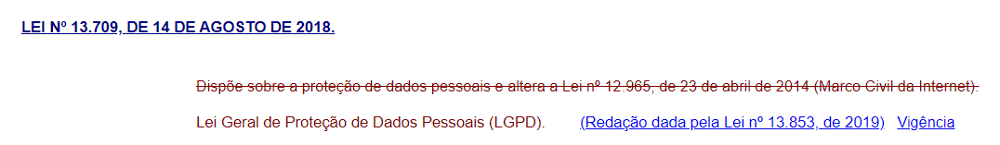 LEI Nº 13.709, DE 14 DE AGOSTO DE 2018.
Dispõe sobre a proteção de dados pessoais e altera a Lei nº 12.965, de 23 de abril de 2014 (Marco Civil da Internet).
Lei Geral de Proteção de Dados Pessoais (LGPD). (Redação dada pela Lei nº 13.853, de 2019) Vigência